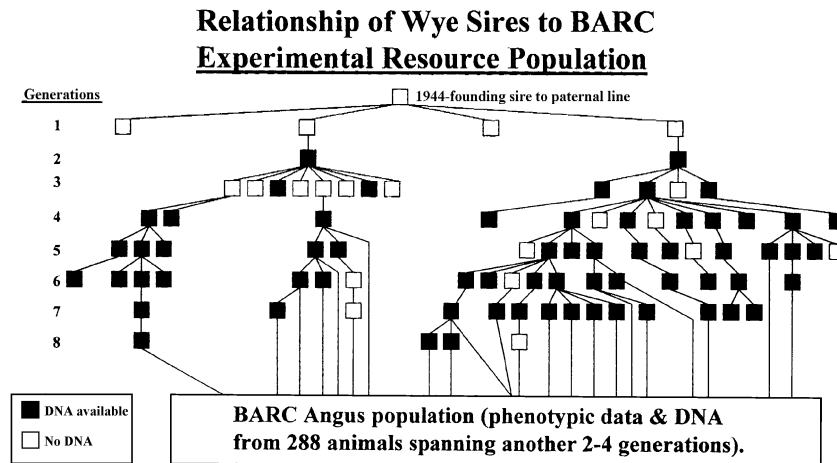 Relationship of Wye Sires to BARC
Experimental Resource Population
Generations
1944-founding sire to paternal line
1
2
3
4
5
6
7
8
DNA available
No DNA
BARC Angus population (phenotypic data & DNA
from 288 animals spanning another 2-4 generations).